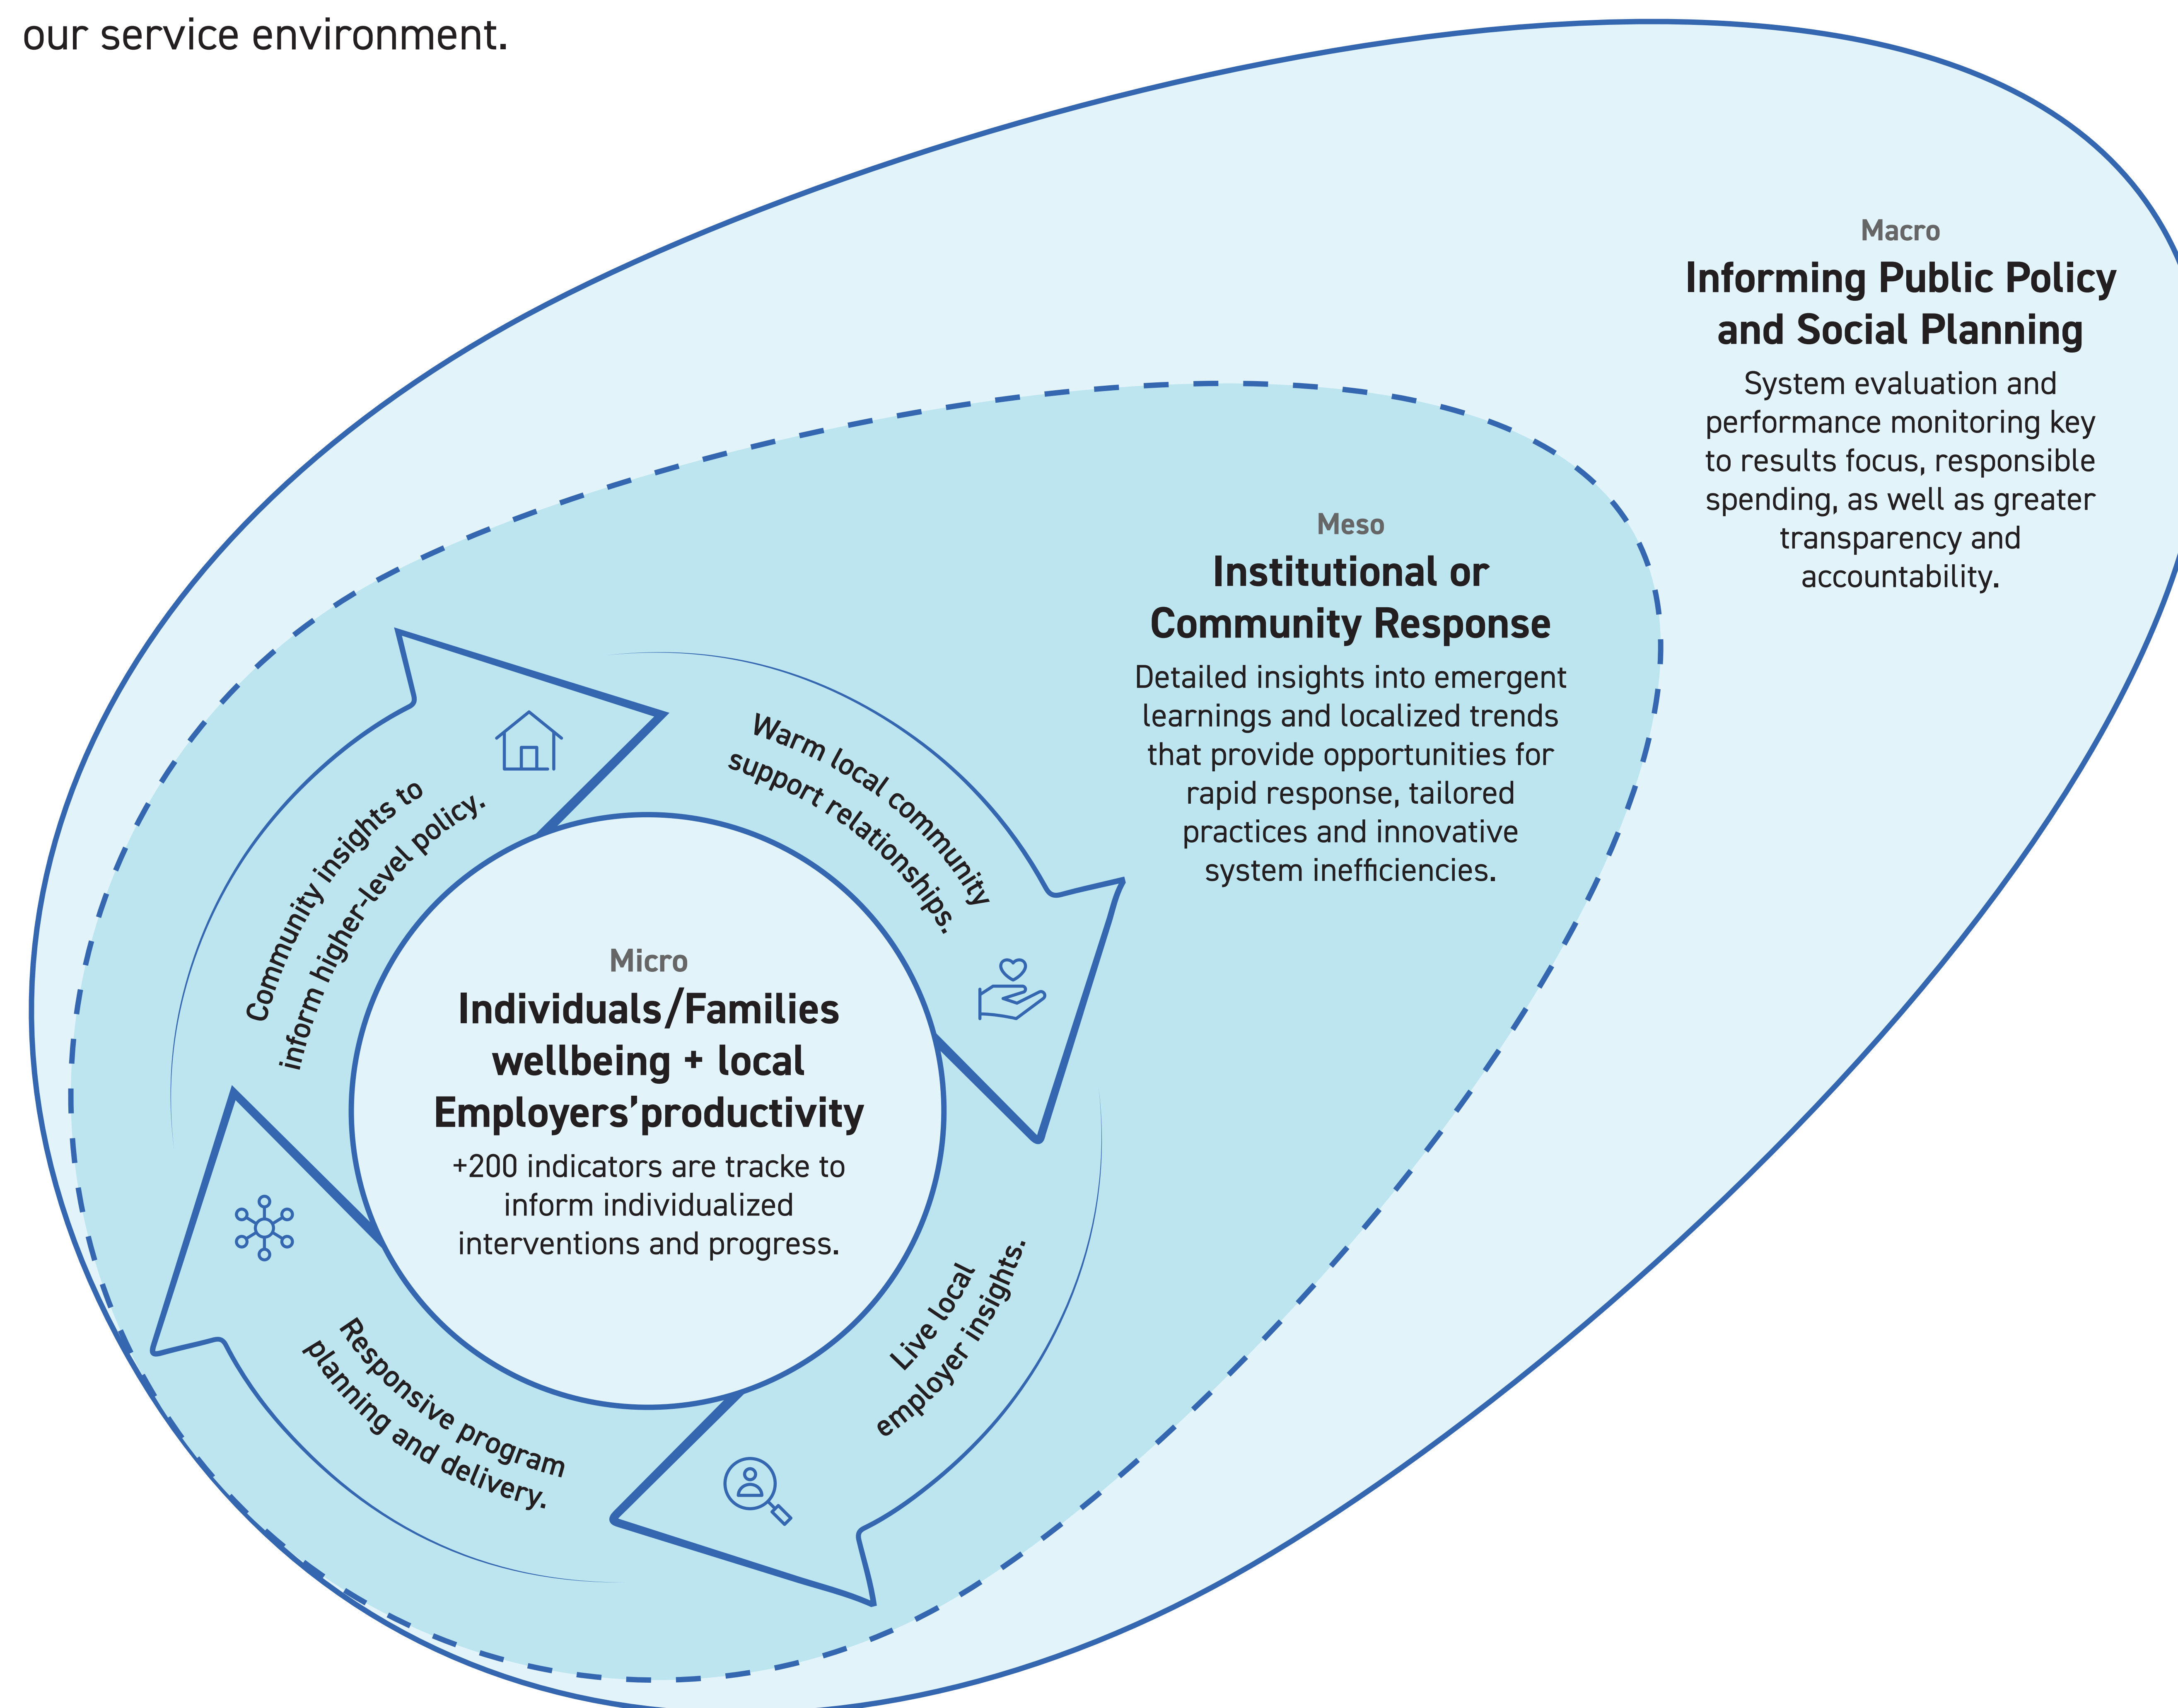 our service environment.
Macro
Informing Public Policy
and Social Planning
System evaluation and
performance monitoring key
to results focus, responsible
spending, as well as greater
transparency and
accountability.
Meso
Institutional or
Community Response
Detailed insights into emergent
learnings and localized trends
that provide opportunities for
rapid response, tailored
practices and innovative
system inefficiencies.
Warm local community
support relationships.
Community insights to
inform higher-level policy.
Micro
Individuals/Families
wellbeing + local
Employers'productivity
+200 indicators are tracke to
inform individualized
interventions and progress.
Live local
employer insights.
Responsive program
planning and delivery.